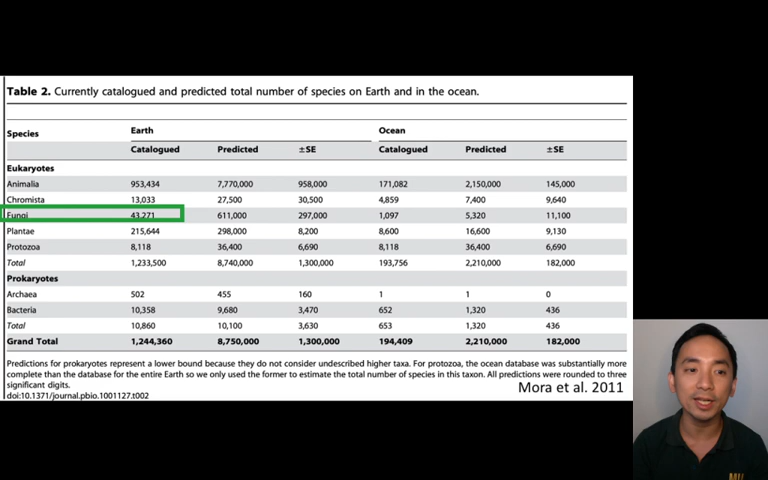 Table 2. Currently catalogued and predicted total number of species on Earth and in the ocean.
Species Earth Ocean
Catalogued Predicted ±SE Catalogued Predicted ±SE
Eukaryotes
Animalia 953,434 7,770,000 958,000 171,082 2,150,000 145,000
Chromista 13,033 27,500 30,500 4,859 7,400 9,640
Fungi 43,271 611,000 297,000 1,097 5,320 11,100
Plantae 215,644 298,000 8,200 8,600 16,600 9,130
Protozoa 8,118 36,400 6,690 8,118 36,400 6,690
Total 1,233,500 8,740,000 1,300,000 193,756 2,210,000 182,000
Prokaryotes
Archaea 502 455 160 1 1 0
Bacteria 10,358 9,680 3,470 652 1,320 436
Total 10,860 10,100 3,630 653 1,320 436
Grand Total 1,244,360 8,750,000 1,300,000 194,409 2,210,000 182,000
Predictions for prokaryotes represent a lower bound because they do not consider undescribed higher taxa. For protozoa, the ocean database was substantially more
complete than the database for the entire Earth so we only used the former to estimate the total number of species in this taxon. All predictions were rounded to three
significant digits.
doi:10.1371/journal.pbio.1001127.t002
Mora et al. 2011